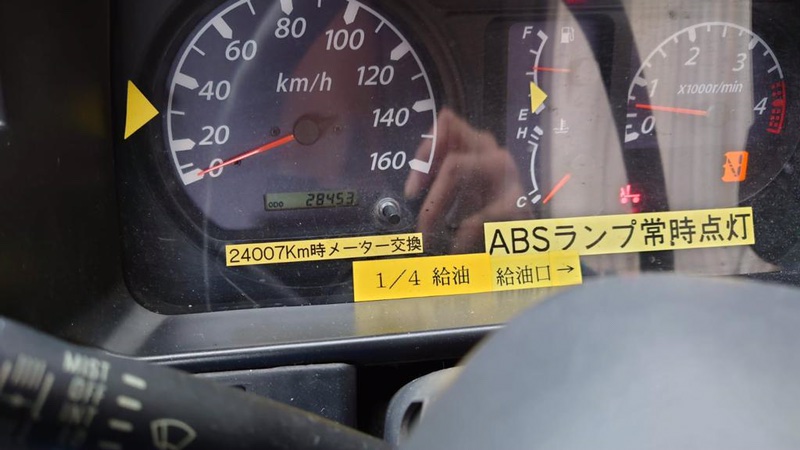 80
60
100
40
km/h
120
20
140
0
160
ODO 28453
F
E
H
C
2
3
1
X1000r/min
4
0
N
24007Km時メーター交換
ABSランプ常時点灯
1/4 給油
給油口→
MIST
OFF
INT